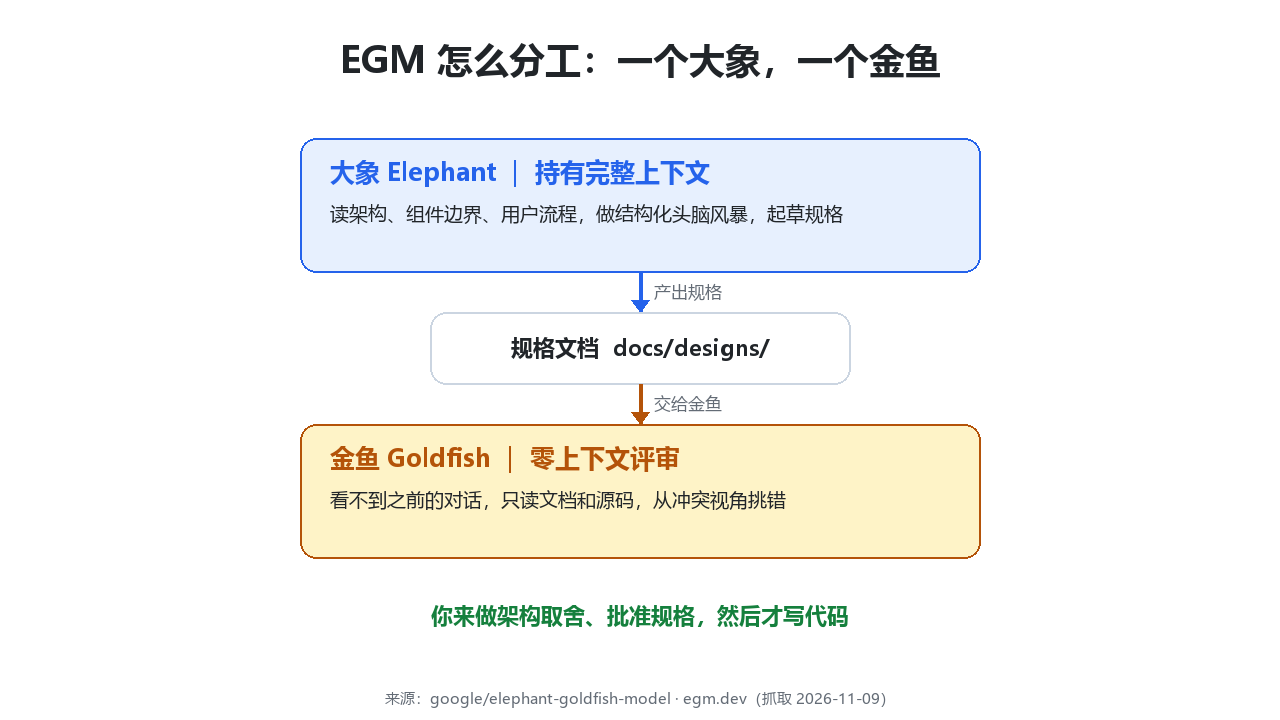 EGM 怎么分工：一个大象，一个金鱼
大象 Elephant ｜ 持有完整上下文
读架构、组件边界、用户流程，做结构化头脑风暴，起草规格
产出规格
规格文档 docs/designs/
交给金鱼
金鱼 Goldfish ｜ 零上下文评审
看不到之前的对话，只读文档和源码，从冲突视角挑错
你来做架构取舍、批准规格，然后才写代码
来源：google/elephant-goldfish-model · egm.dev（抓取 2026-11-09）